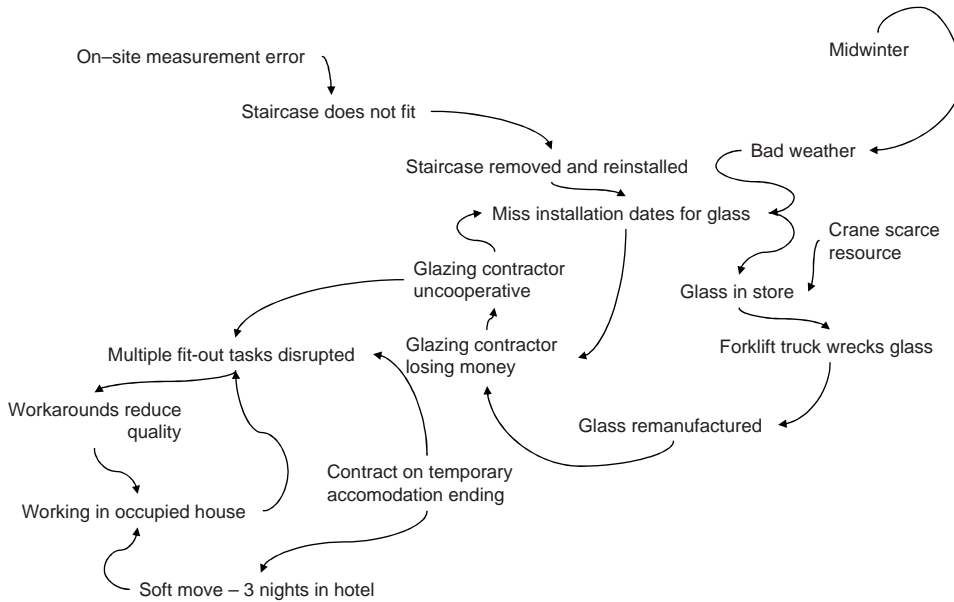 Midwinter
On–site measurement error
Staircase does not fit
Bad weather
Staircase removed and reinstalled
Miss installation dates for glass
Crane scarce
resource
Glazing contractor
uncooperative
Glass in store
Glazing contractor
losing money
Forklift truck wrecks glass
Multiple fit-out tasks disrupted
Workarounds reduce
quality
Glass remanufactured
Contract on temporary
accomodation ending
Working in occupied house
Soft move – 3 nights in hotel